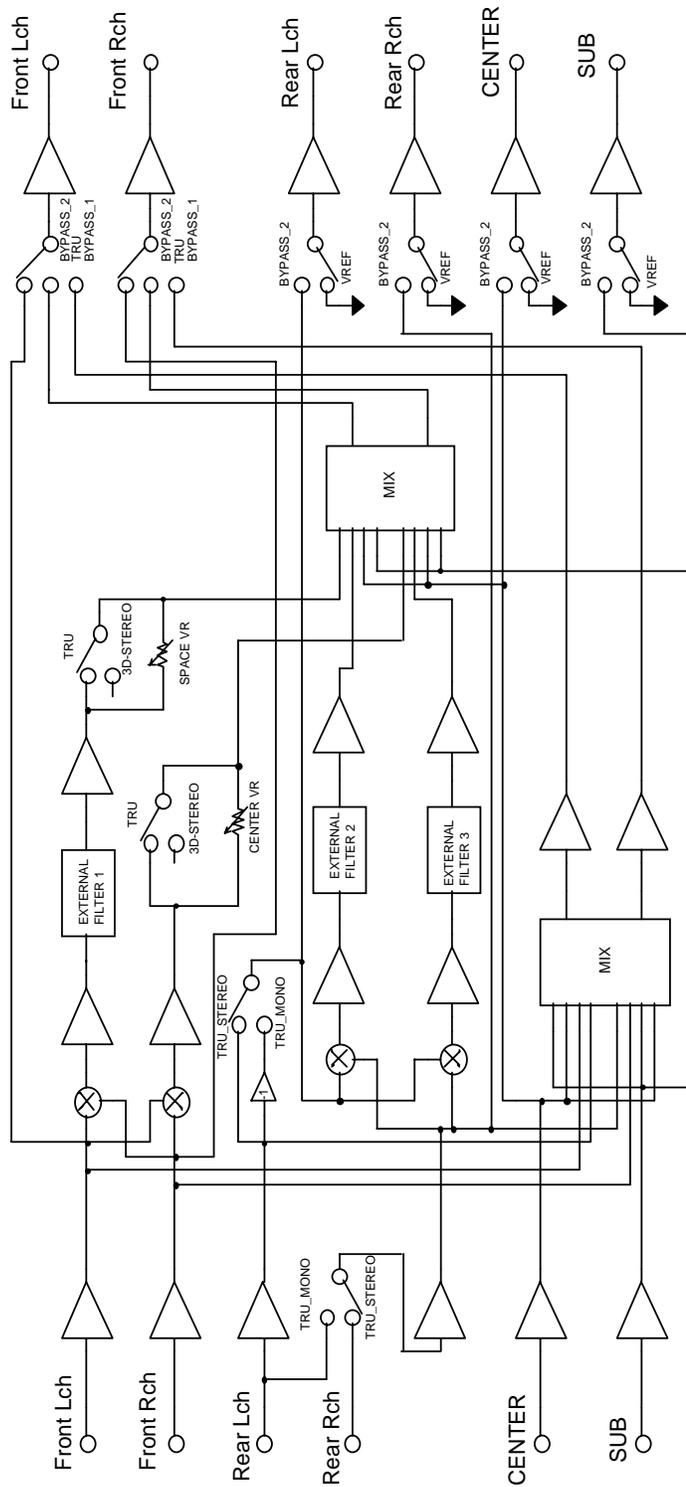 Front Lch
Front Rch
Rear Lch
Rear Rch
CENTER
SUB
TRU_MONO
TRU_STEREO
-1
TRU_STEREO
TRU_MONO
EXTERNAL
FILTER 1
TRU
3D-STEREO
SPACE VR
TRU
3D-STEREO
CENTER VR
EXTERNAL
FILTER 2
EXTERNAL
FILTER 3
MIX
MIX
BYPASS_2
TRU
BYPASS_1
BYPASS_2
TRU
BYPASS_1
BYPASS_2
VREF
BYPASS_2
VREF
BYPASS_2
VREF
BYPASS_2
VREF
Front Lch
Front Rch
Rear Lch
Rear Rch
CENTER
SUB